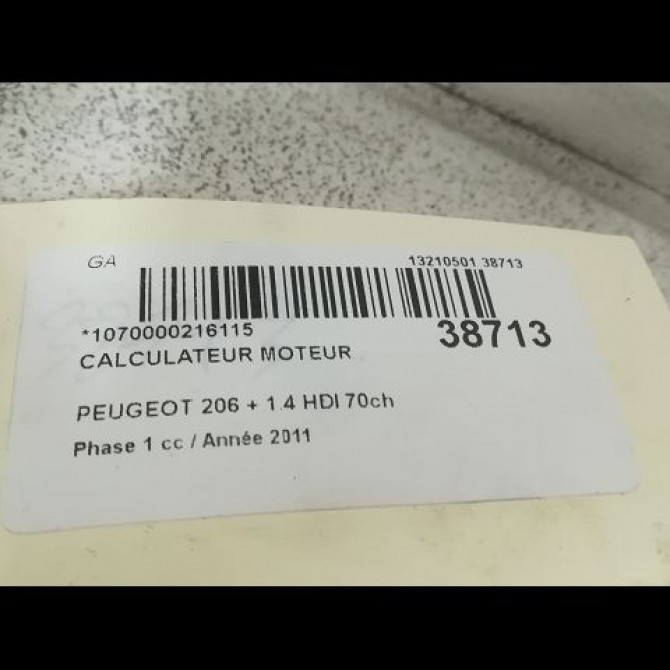 GA
13210501 38713
*1070000216115
38713
CALCULATEUR MOTEUR
PEUGEOT 206 + 1.4 HDI 70ch
Phase 1 cc / Année 2011